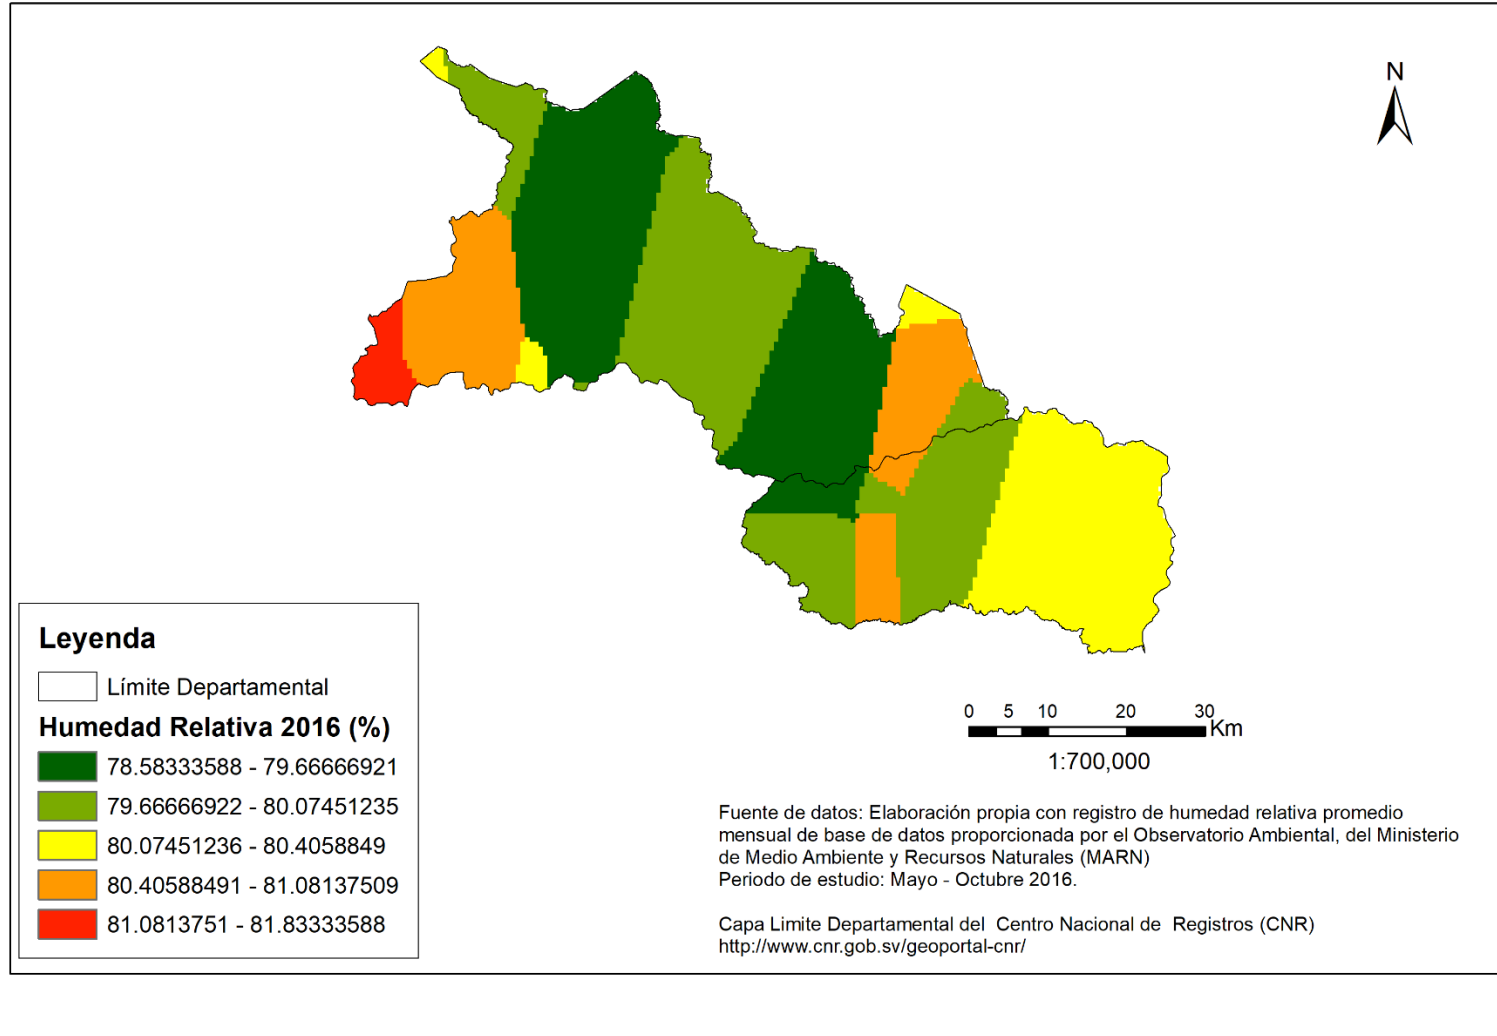 N
Leyenda
Límite Departamental
Humedad Relativa 2016 (%)
78.58333588 - 79.66666921
79.66666922 - 80.07451235
80.07451236 - 80.4058849
80.40588491 - 81.08137509
81.0813751 - 81.83333588
0 5 10 20 30
Km
1:700,000
Fuente de datos: Elaboración propia con registro de humedad relativa promedio
mensual de base de datos proporcionada por el Observatorio Ambiental, del Ministerio
de Medio Ambiente y Recursos Naturales (MARN)
Periodo de estudio: Mayo - Octubre 2016.
Capa Limite Departamental del Centro Nacional de Registros (CNR)
http://www.cnr.gob.sv/geoportal-cnr/